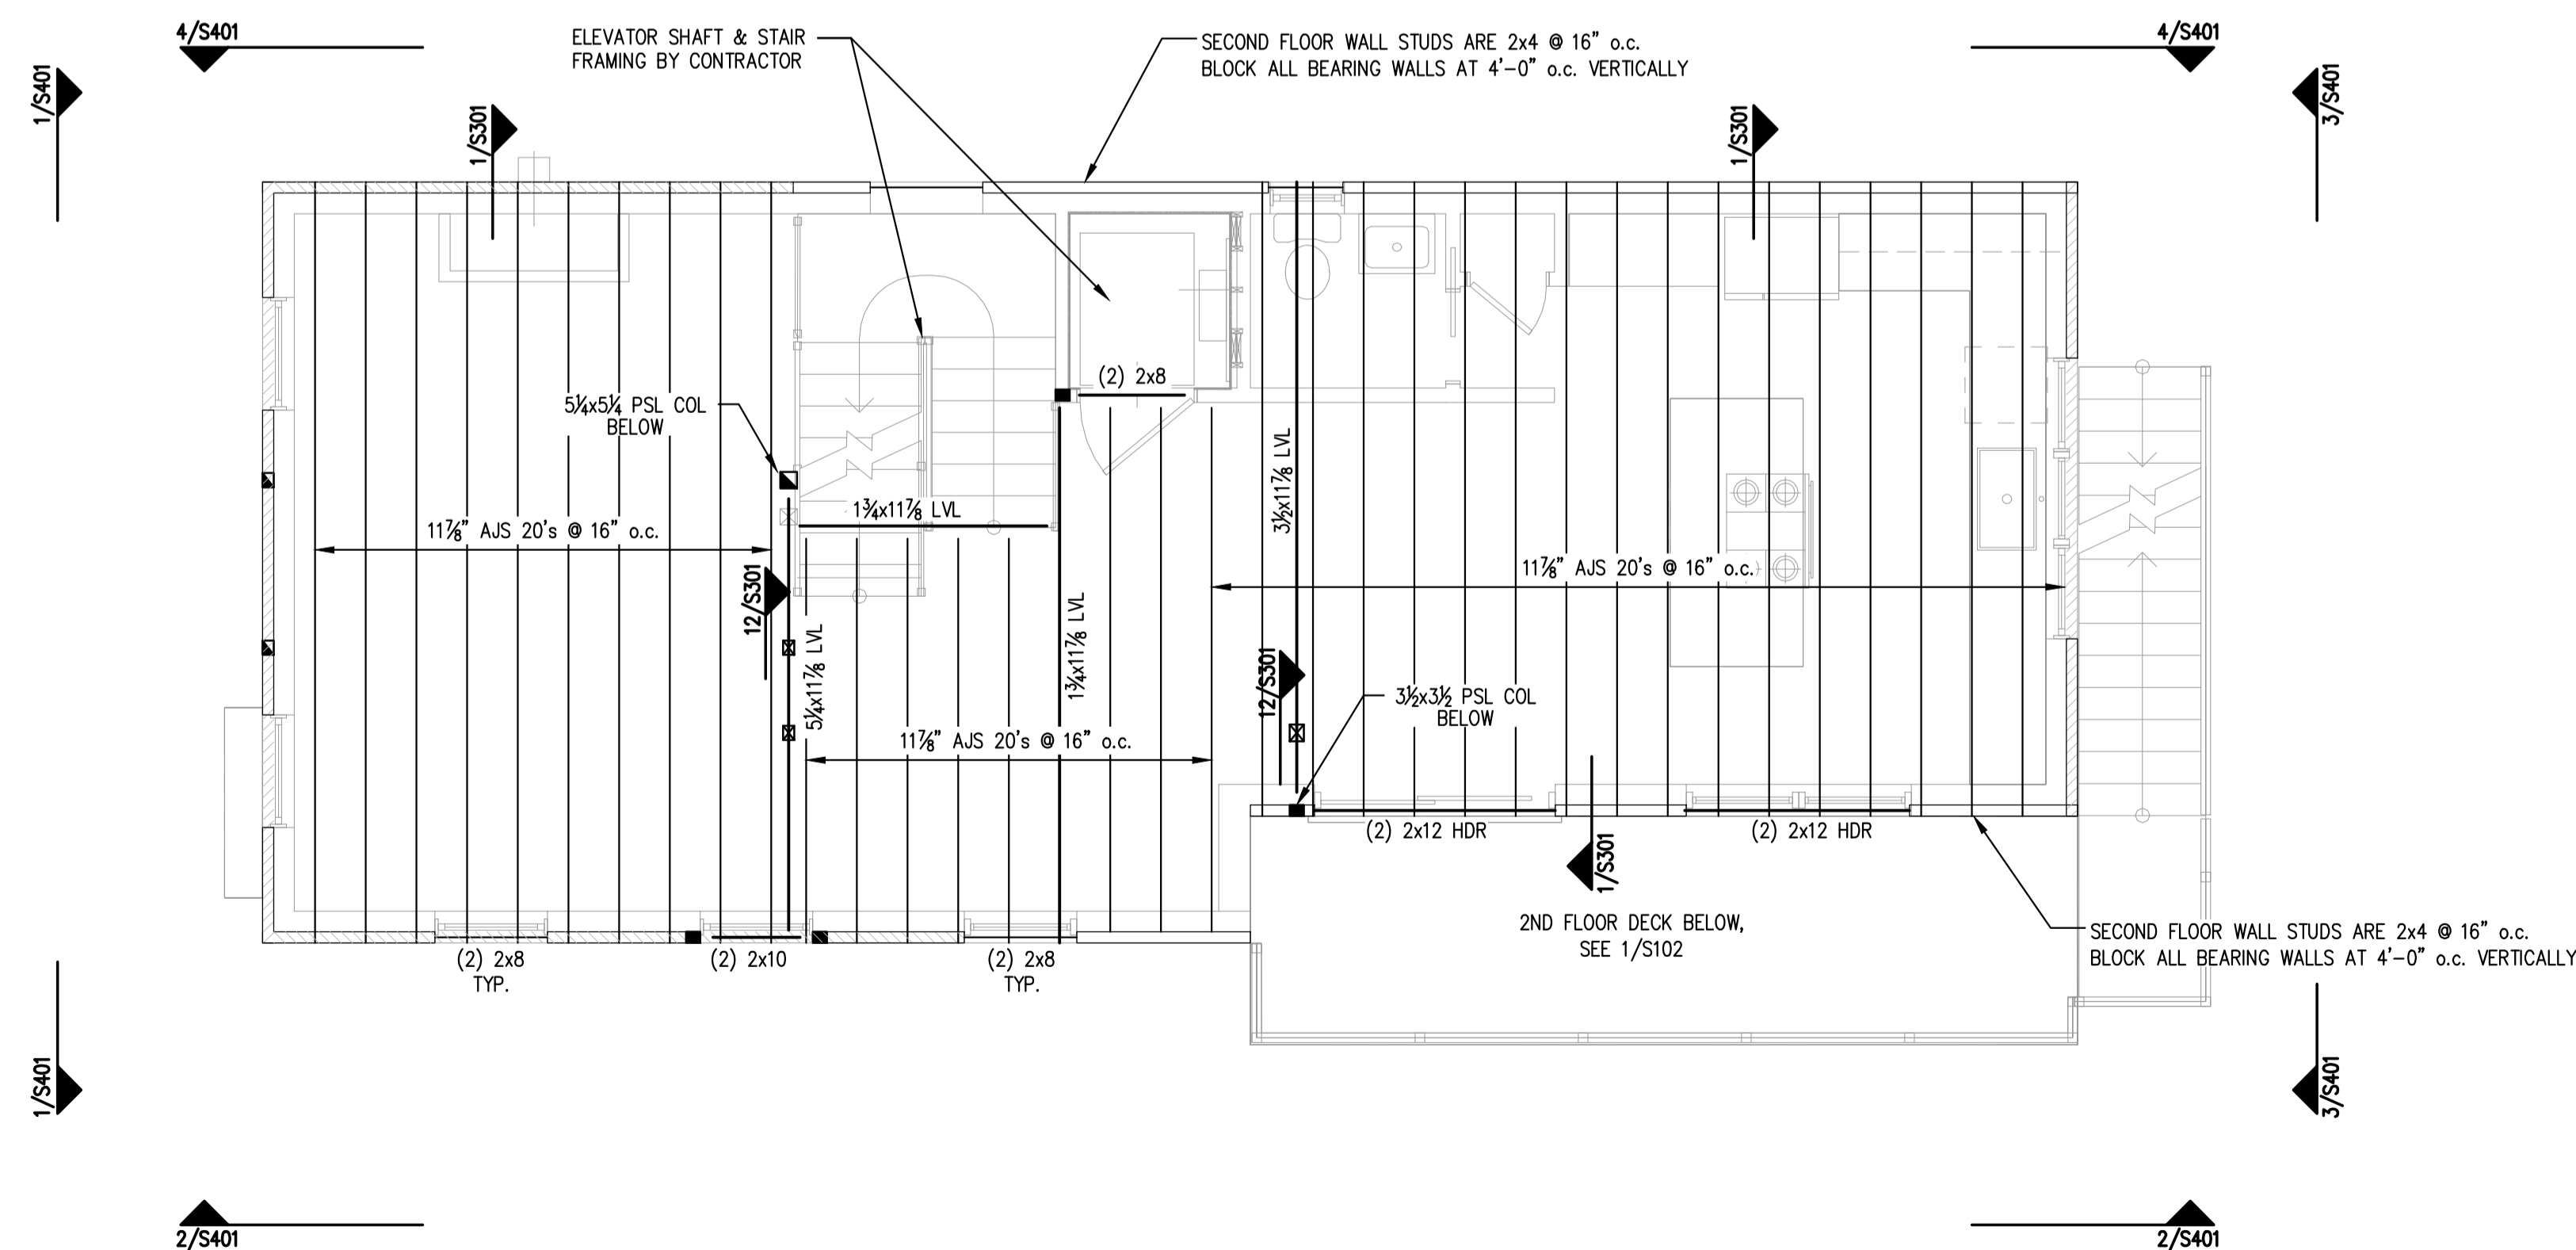 4/S401
4/S401
ELEVATOR SHAFT & STAIR
FRAMING BY CONTRACTOR
SECOND FLOOR WALL STUDS ARE 2x4 @ 16" o.c.
BLOCK ALL BEARING WALLS AT 4'-0" o.c. VERTICALLY
1/S401
3/S401
1/S301
1/S301
(2) 2x8
5¼x5¼ PSL COL
BELOW
3½x11⅞ LVL
1¾x11⅞ LVL
11⅞" AJS 20's @ 16" o.c.
11⅞" AJS 20's @ 16" o.c.
12/S301
5¼x11⅞ LVL
1¾x11⅞ LVL
12/S301
3½x3½ PSL COL
BELOW
11⅞" AJS 20's @ 16" o.c.
(2) 2x12 HDR
(2) 2x12 HDR
1/S301
2ND FLOOR DECK BELOW,
SEE 1/S102
SECOND FLOOR WALL STUDS ARE 2x4 @ 16" o.c.
BLOCK ALL BEARING WALLS AT 4'-0" o.c. VERTICALLY
(2) 2x8
TYP.
(2) 2x10
(2) 2x8
TYP.
1/S401
3/S401
2/S401
2/S401